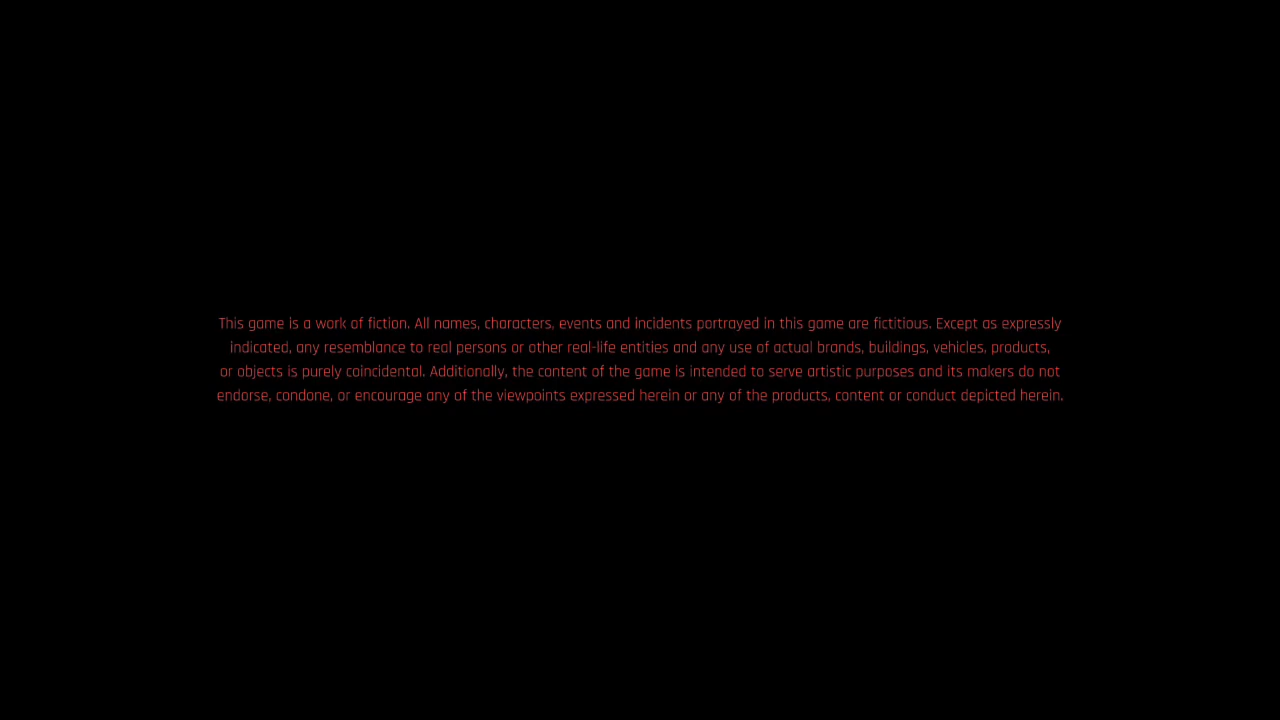 This game is a work of fiction. All names, characters, events and incidents portrayed in this game are fictitious. Except as expressly
indicated, any resemblance to real persons or other real-life entities and any use of actual brands, buildings, vehicles, products,
or objects is purely coincidental. Additionally, the content of the game is intended to serve artistic purposes and its makers do not
endorse, condone, or encourage any of the viewpoints expressed herein or any of the products, content or conduct depicted herein.